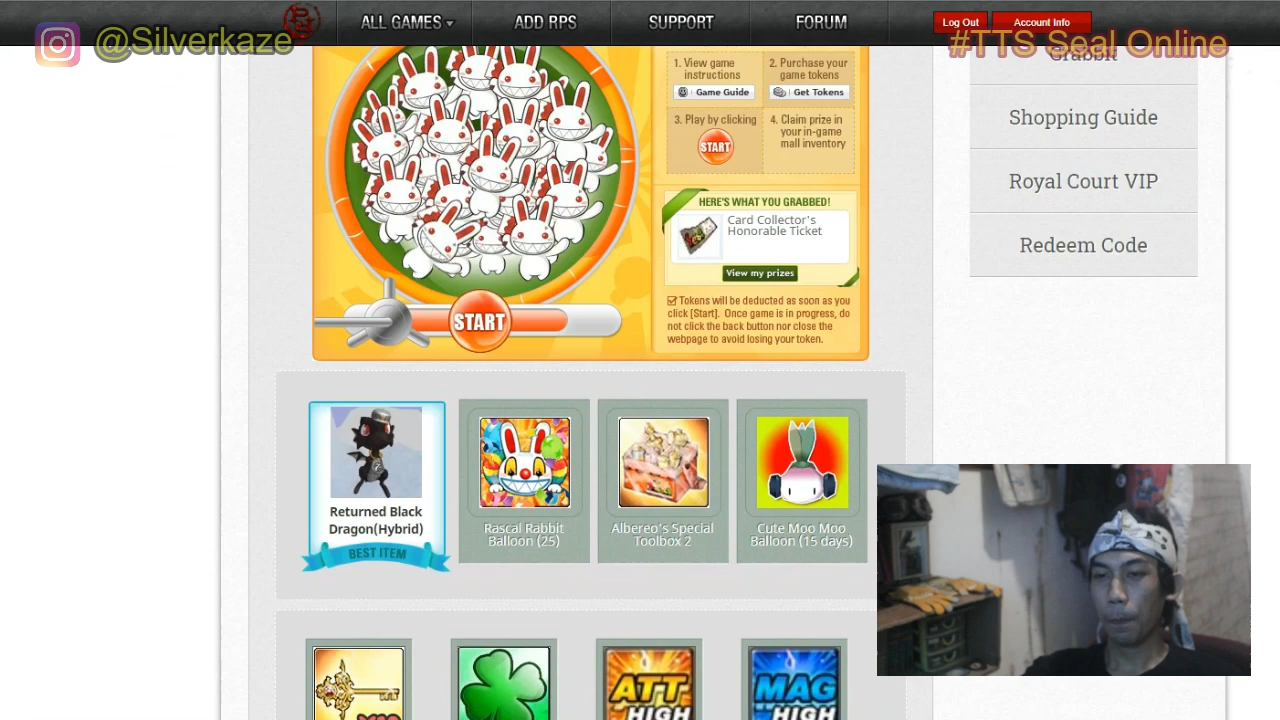 ALL GAMES
ADD RPS
SUPPORT
FORUM
Log Out
Account Info
@Silverkaze
#TTS Seal Online
Grabbit
Shopping Guide
Royal Court VIP
Redeem Code
1. View game
instructions
Game Guide
2. Purchase your
game tokens
Get Tokens
3. Play by clicking
START
4. Claim prize in
your in-game
mall inventory
HERE'S WHAT YOU GRABBED!
Card Collector's
Honorable Ticket
View my prizes
Tokens will be deducted as soon as you
click [Start]. Once game is in progress, do
not click the back button nor close the
webpage to avoid losing your token.
START
Returned Black
Dragon(Hybrid)
BEST ITEM
Rascal Rabbit
Balloon (25)
Albereo's Special
Toolbox 2
Cute Moo Moo
Balloon (15 days)
ATT
HIGH
MAG
HIGH